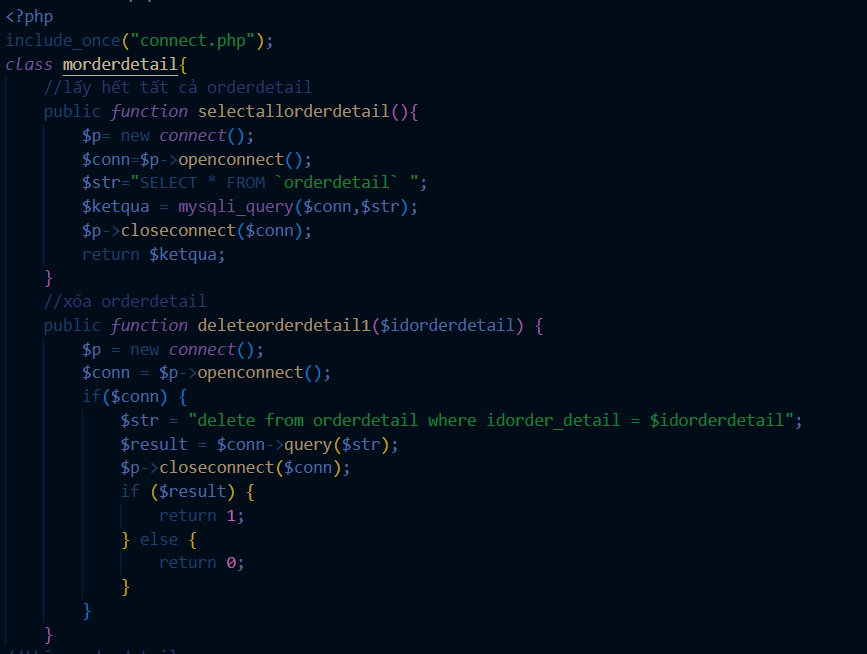 <?php
include_once("connect.php");
class morderdetail{
    //lấy hết tất cả orderdetail
    public function selectallorderdetail(){
        $p= new connect();
        $conn=$p->openconnect();
        $str="SELECT * FROM `orderdetail` ";
        $ketqua = mysqli_query($conn,$str);
        $p->closeconnect($conn);
        return $ketqua;
    }
    //xóa orderdetail
    public function deleteorderdetail1($idorderdetail) {
        $p = new connect();
        $conn = $p->openconnect();
        if($conn) {
            $str = "delete from orderdetail where idorder_detail = $idorderdetail";
            $result = $conn->query($str);
            $p->closeconnect($conn);
            if ($result) {
                return 1;
            } else {
                return 0;
            }
        }
    }